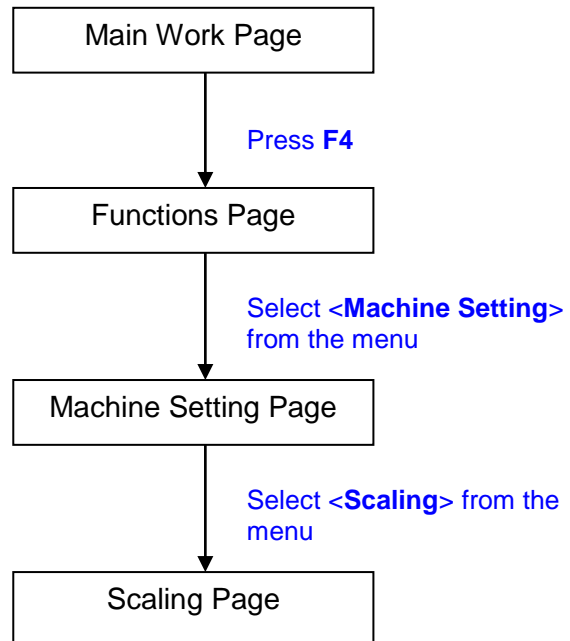 Main Work Page
Press F4
Functions Page
Select <Machine Setting>
from the menu
Machine Setting Page
Select <Scaling> from the
menu
Scaling Page